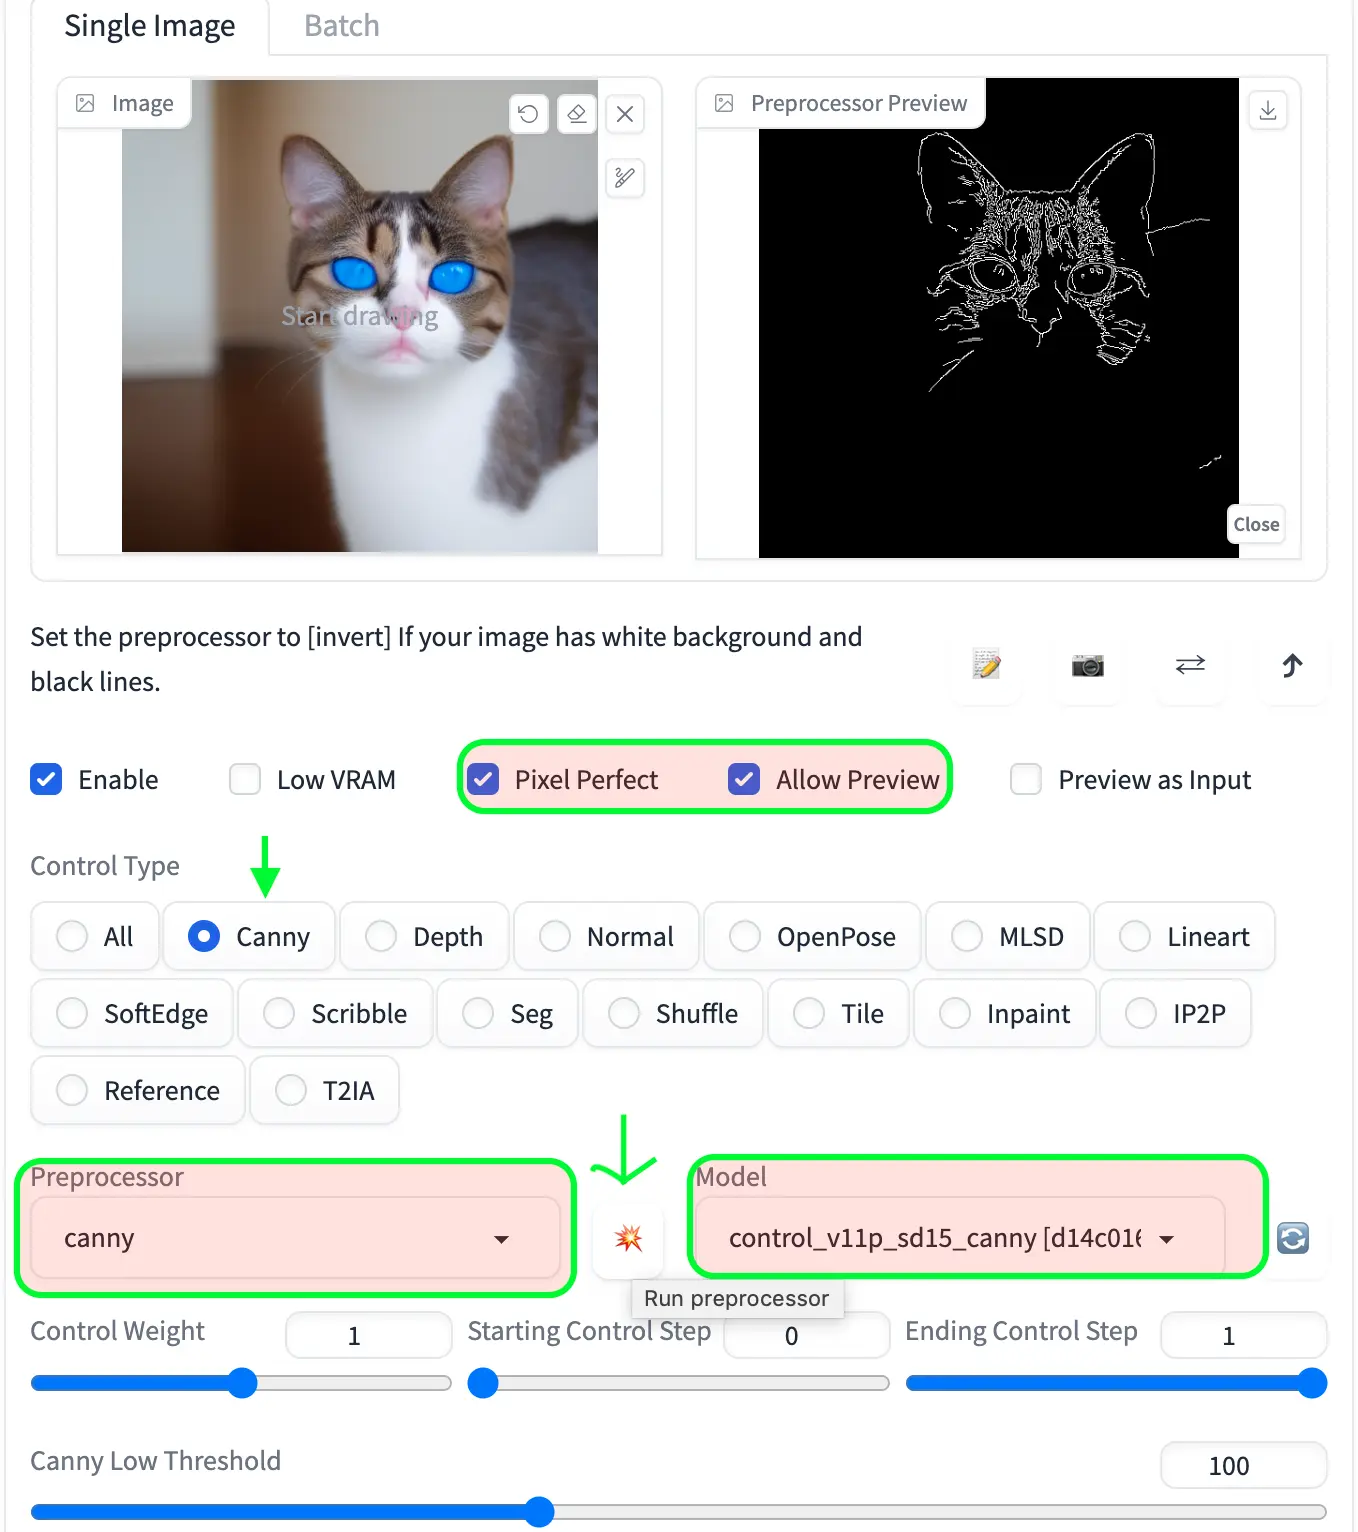 Single Image
Batch
Image
Preprocessor Preview
Start drawing
Close
Set the preprocessor to [invert] If your image has white background and
black lines.
Enable
Low VRAM
Pixel Perfect
Allow Preview
Preview as Input
Control Type
All
Canny
Depth
Normal
OpenPose
MLSD
Lineart
SoftEdge
Scribble
Seg
Shuffle
Tile
Inpaint
IP2P
Reference
T2IA
Preprocessor
Model
canny
control_v11p_sd15_canny [d14c016
Run preprocessor
Control Weight
1
Starting Control Step
0
Ending Control Step
1
Canny Low Threshold
100